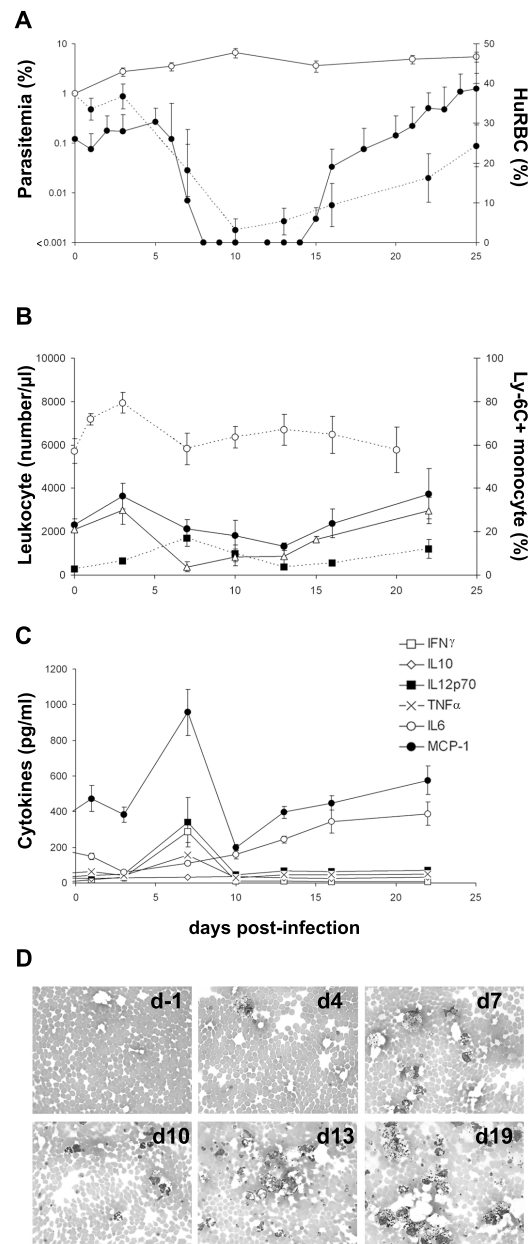 A
Parasitemia (%)
10
1
0.1
0.01
<0.001
50
40
30
20
10
0
HuRBC (%)
0 5 10 15 20 25
B
Leukocyte (number/µl)
10000
8000
6000
4000
2000
0
100
80
60
40
20
0
Ly-6C+ monocyte (%)
0 5 10 15 20 25
C
Cytokines (pg/ml)
1200
1000
800
600
400
200
0
IFNγ
IL10
IL12p70
TNFα
IL6
MCP-1
0 5 10 15 20 25
days post-infection
D
d-1 d4 d7
d10 d13 d19